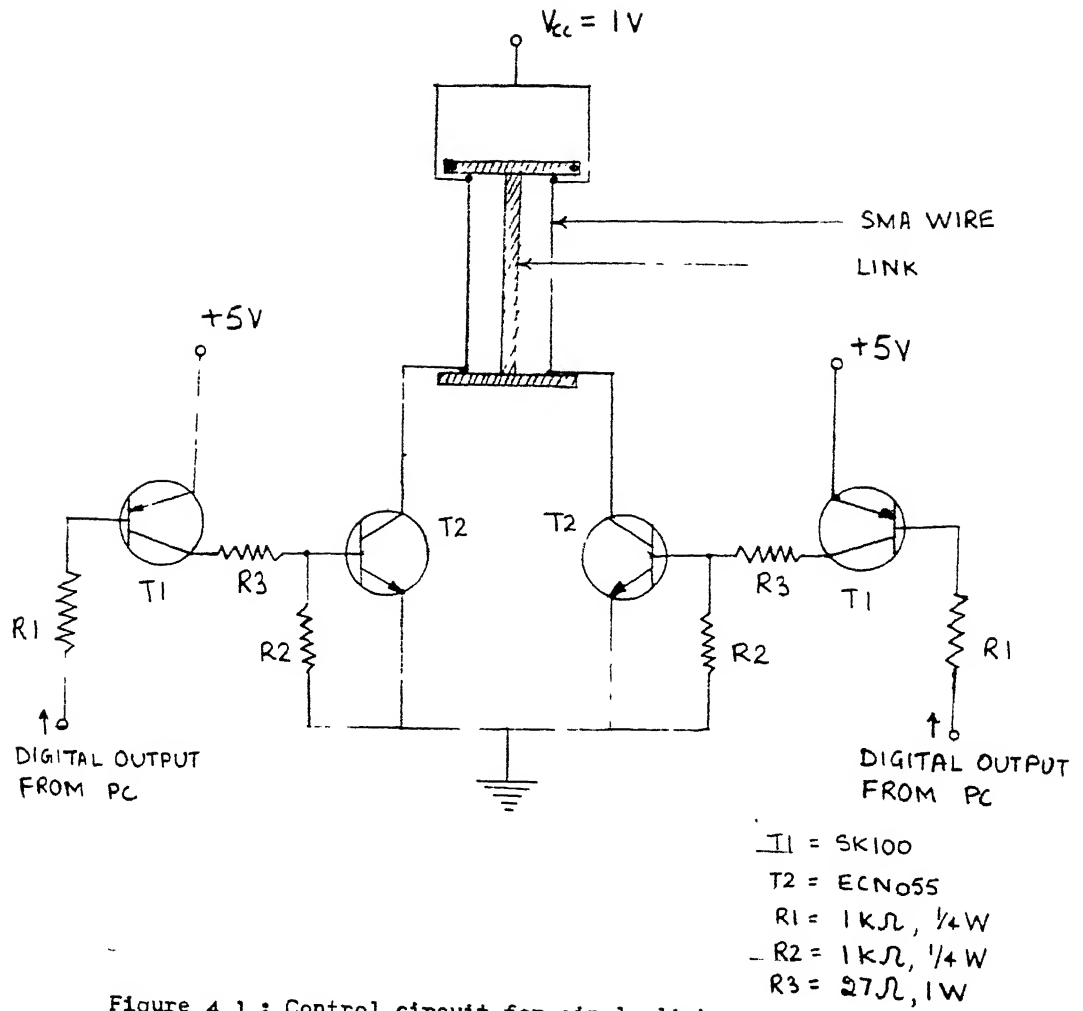 Vcc = 1V
SMA WIRE
LINK
+5V
+5V
T1
R3
T2
T2
R3
T1
R1
R2
R2
R1
DIGITAL OUTPUT
FROM PC
DIGITAL OUTPUT
FROM PC
T1 = SK100
T2 = ECN055
R1 = 1KΩ, 1/4W
R2 = 1KΩ, 1/4W
R3 = 27Ω, 1W
Figure 4.1 : Control circuit for